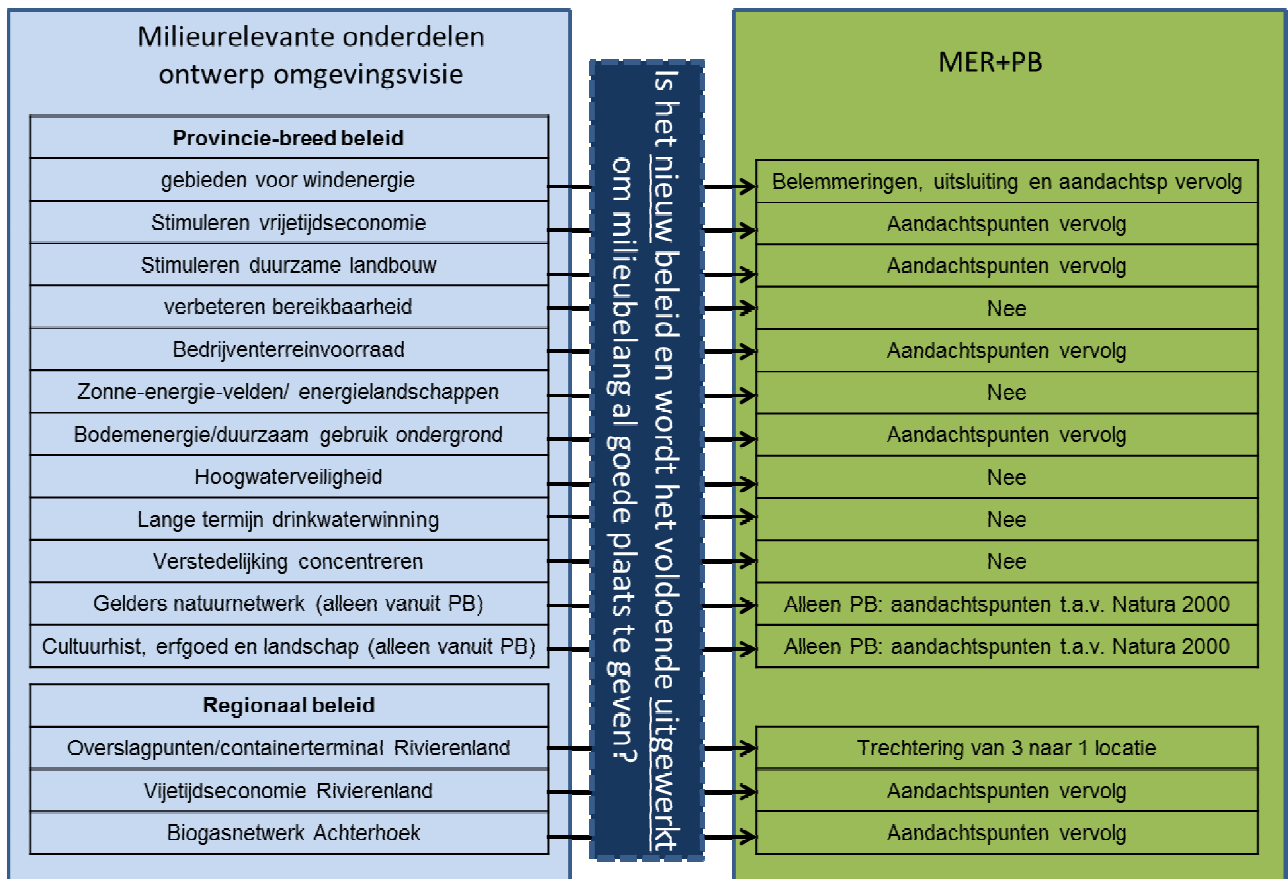 Milieurelevante onderdelen
ontwerp omgevingsvisie
Provincie-breed beleid
gebieden voor windenergie
Stimuleren vrijetijdseconomie
Stimuleren duurzame landbouw
verbeteren bereikbaarheid
Bedrijventerreinvoorraad
Zonne-energie-velden/ energielandschappen
Bodemenergie/duurzaam gebruik ondergrond
Hoogwaterveiligheid
Lange termijn drinkwaterwinning
Verstedelijking concentreren
Gelders natuurnetwerk (alleen vanuit PB)
Cultuurhist, erfgoed en landschap (alleen vanuit PB)
Regionaal beleid
Overslagpunten/containerterminal Rivierenland
Vijetijdseconomie Rivierenland
Biogasnetwerk Achterhoek
Is het nieuw beleid en wordt het voldoende uitgewerkt
om milieubelang al goede plaats te geven?
MER+PB
Belemmeringen, uitsluiting en aandachtsp vervolg
Aandachtspunten vervolg
Aandachtspunten vervolg
Nee
Aandachtspunten vervolg
Nee
Aandachtspunten vervolg
Nee
Nee
Nee
Alleen PB: aandachtspunten t.a.v. Natura 2000
Alleen PB: aandachtspunten t.a.v. Natura 2000
Trechtering van 3 naar 1 locatie
Aandachtspunten vervolg
Aandachtspunten vervolg